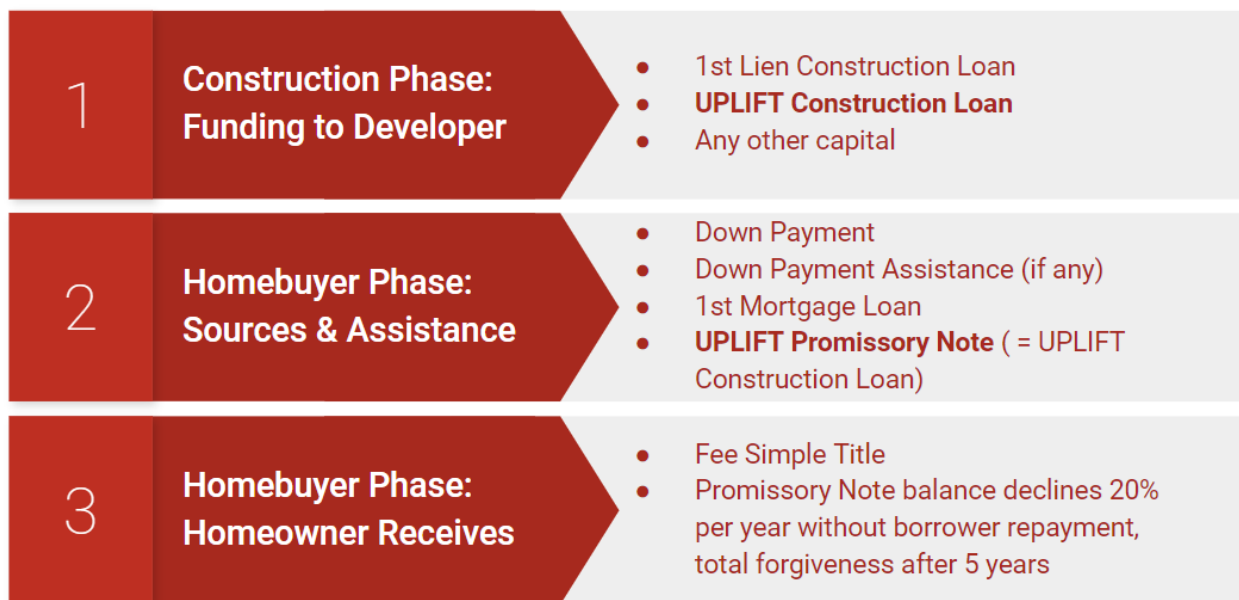 1
Construction Phase:
Funding to Developer
● 1st Lien Construction Loan
● UPLIFT Construction Loan
● Any other capital
2
Homebuyer Phase:
Sources & Assistance
● Down Payment
● Down Payment Assistance (if any)
● 1st Mortgage Loan
● UPLIFT Promissory Note ( = UPLIFT
Construction Loan)
3
Homebuyer Phase:
Homeowner Receives
● Fee Simple Title
● Promissory Note balance declines 20%
per year without borrower repayment,
total forgiveness after 5 years